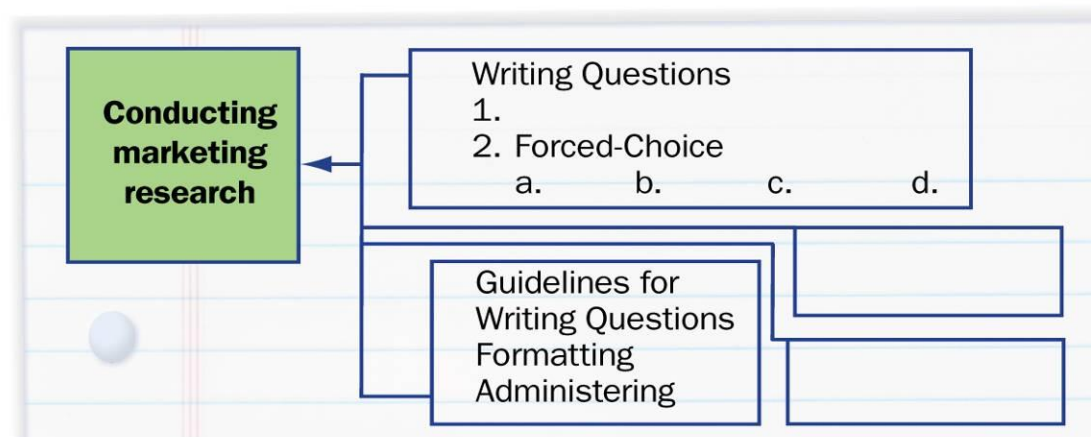 Conducting
marketing
research
Writing Questions
1.
2. Forced-Choice
a. b. c. d.
Guidelines for
Writing Questions
Formatting
Administering